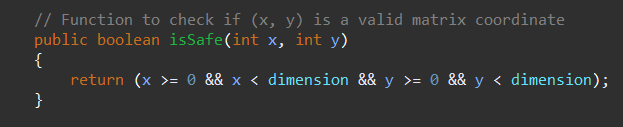 // Function to check if (x, y) is a valid matrix coordinate
public boolean isSafe(int x, int y)
{
return (x >= 0 && x < dimension && y >= 0 && y < dimension);
}